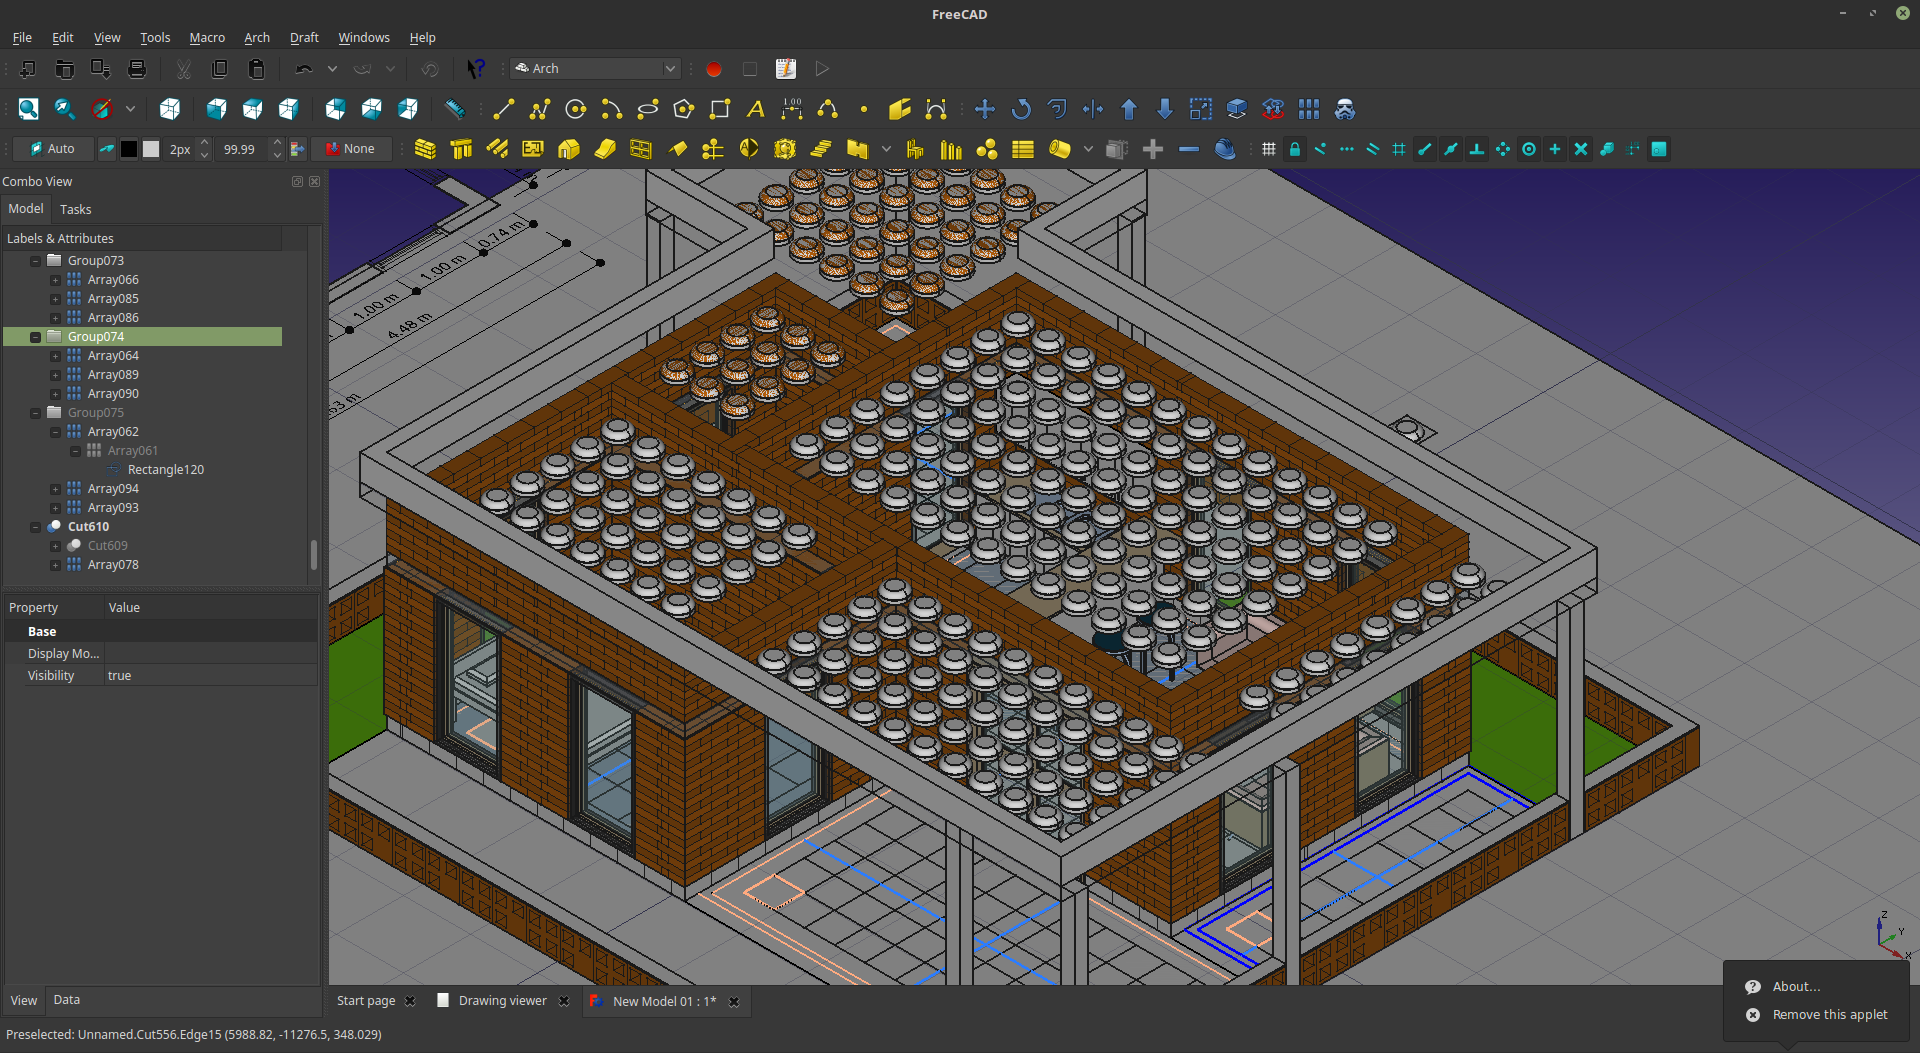 FreeCAD
File Edit View Tools Macro Arch Draft Windows Help
Arch
A 1.00
Auto 2px 99.99 None
Combo View
Model Tasks
Labels & Attributes
Group073
Array066
Array085
Array086
Group074
Array064
Array089
Array090
Group075
Array062
Array061
Rectangle120
Array094
Array093
Cut610
Cut609
Array078
Property Value
Base
Display Mo...
Visibility true
0.74 m
1.00 m
1.00 m
4.48 m
Z
Y
X
View Data
Start page Drawing viewer New Model 01 : 1*
About...
Remove this applet
Preselected: Unnamed.Cut556.Edge15 (5988.82, -11276.5, 348.029)